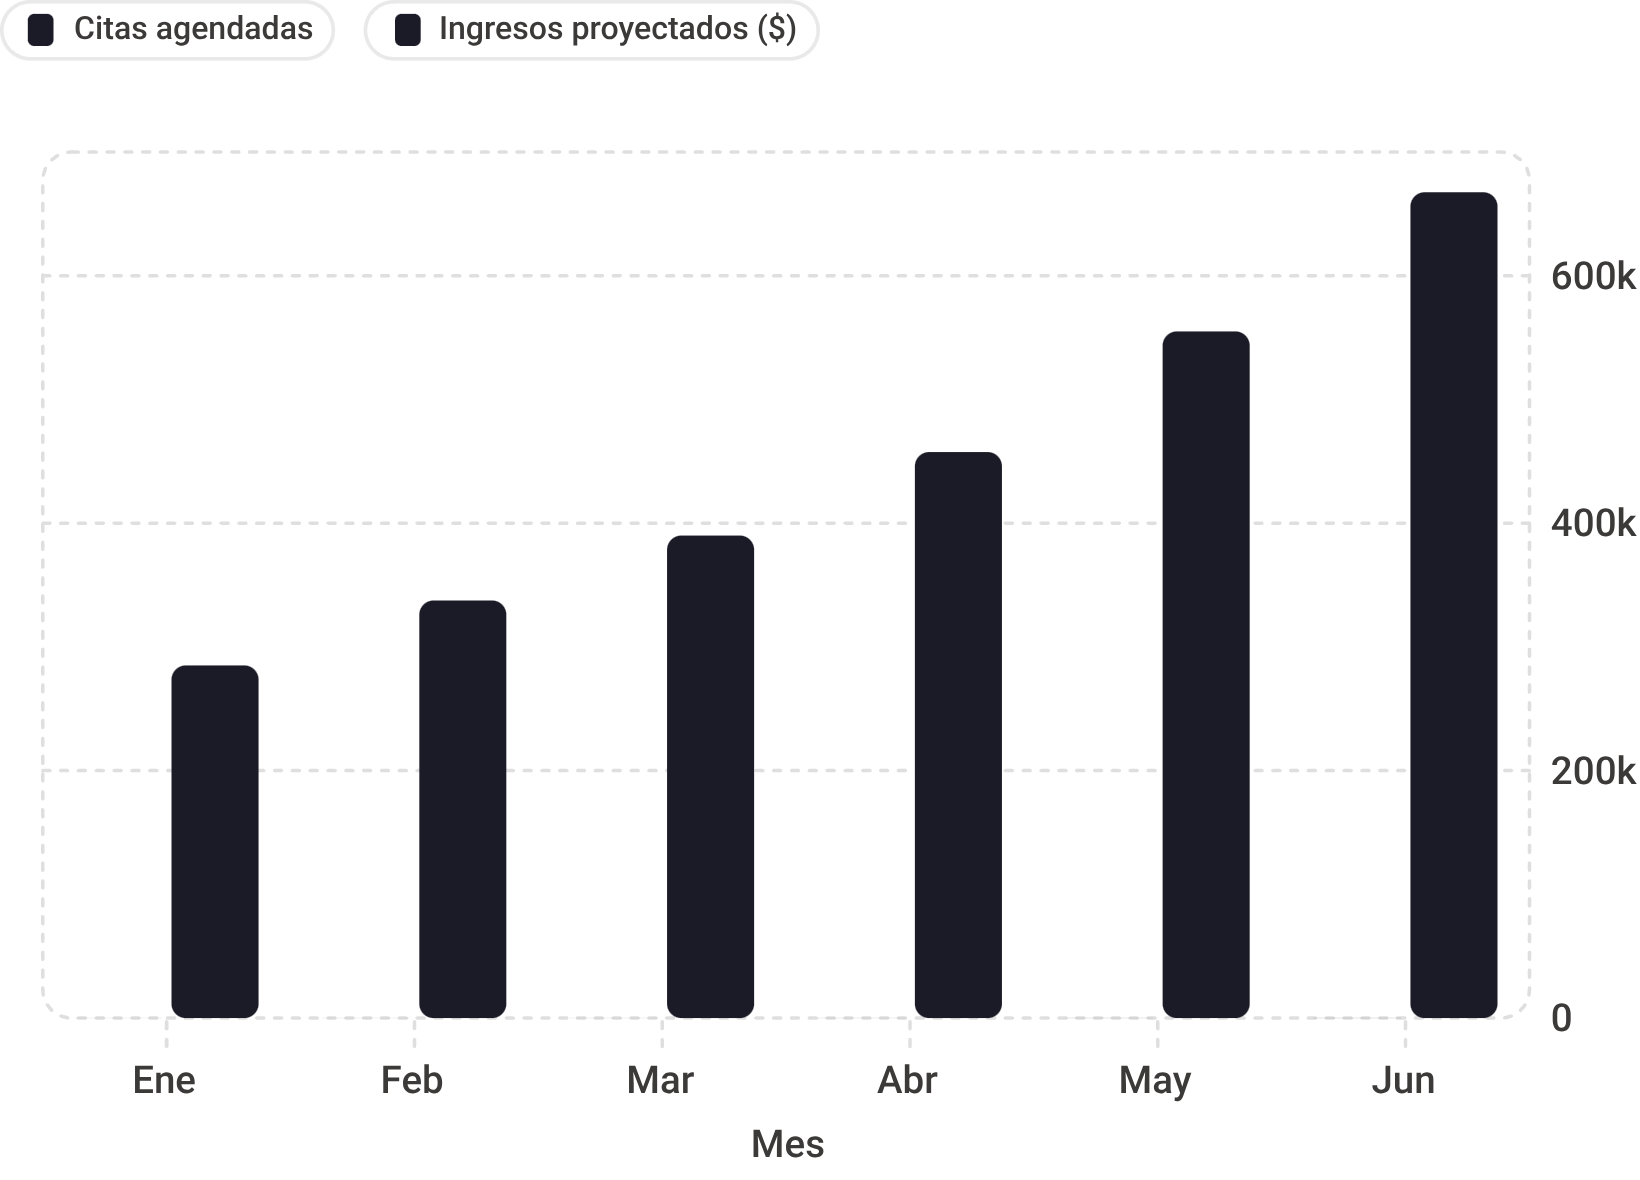 Citas agendadas
Ingresos proyectados ($)
600k
400k
200k
0
Ene
Feb
Mar
Abr
May
Jun
Mes